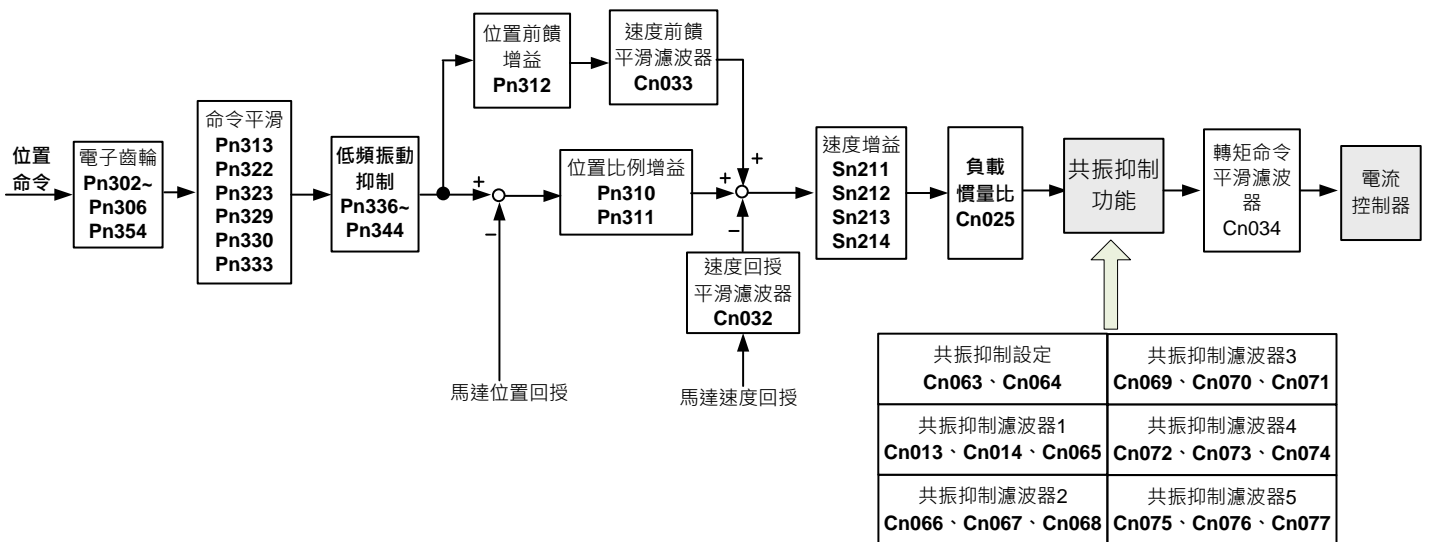 位置
命令
電子齒輪
Pn302~
Pn306
Pn354
命令平滑
Pn313
Pn322
Pn323
Pn329
Pn330
Pn333
低頻振動
抑制
Pn336~
Pn344
位置前饋
增益
Pn312
速度前饋
平滑濾波器
Cn033
+
−
馬達位置回授
位置比例增益
Pn310
Pn311
+
+
−
速度回授
平滑濾波器
Cn032
馬達速度回授
速度增益
Sn211
Sn212
Sn213
Sn214
負載
慣量比
Cn025
共振抑制
功能
轉矩命令
平滑濾波
器
Cn034
電流
控制器
共振抑制設定
Cn063、Cn064
共振抑制濾波器3
Cn069、Cn070、Cn071
共振抑制濾波器1
Cn013、Cn014、Cn065
共振抑制濾波器4
Cn072、Cn073、Cn074
共振抑制濾波器2
Cn066、Cn067、Cn068
共振抑制濾波器5
Cn075、Cn076、Cn077